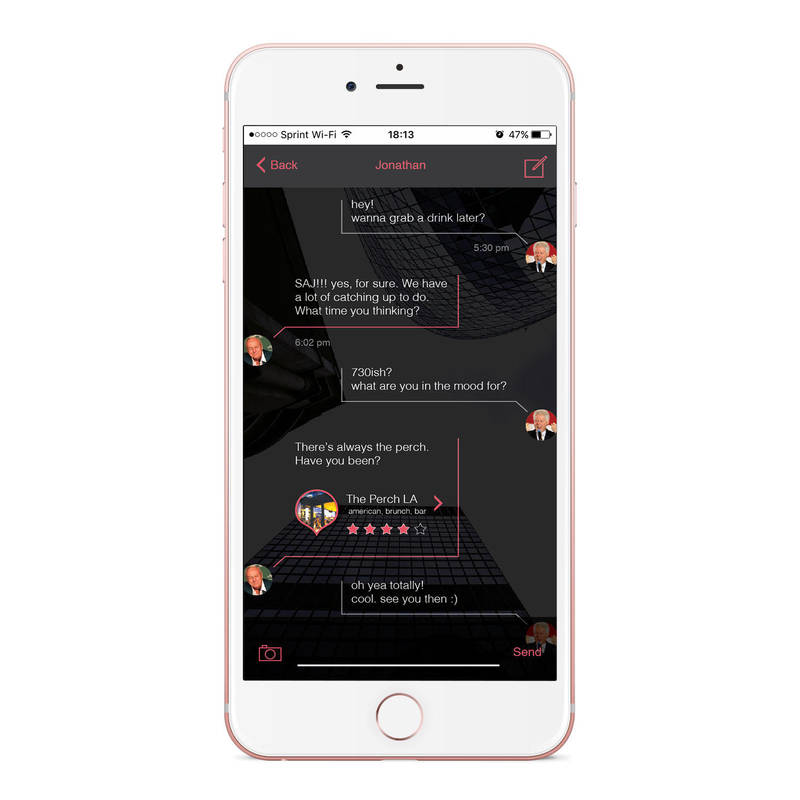 Sprint Wi-Fi 18:13 47%
Back Jonathan
hey!
wanna grab a drink later?
5:30 pm
SAJ!!! yes, for sure. We have
a lot of catching up to do.
What time you thinking?
6:02 pm
730ish?
what are you in the mood for?
There's always the perch.
Have you been?
The Perch LA
american, brunch, bar
oh yea totally!
cool. see you then :)
Send